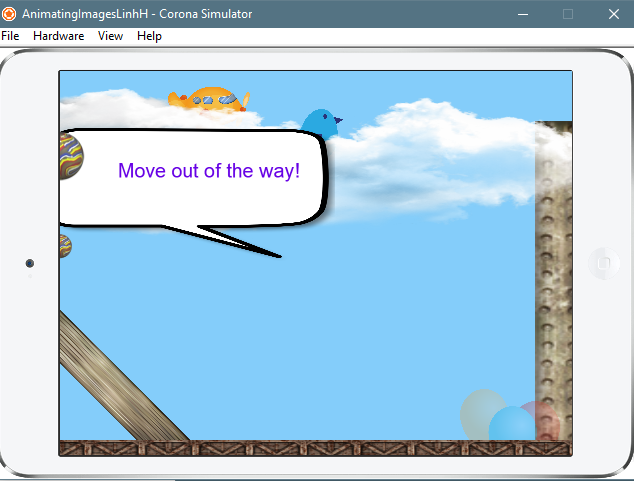 AnimatingImagesLinhH - Corona Simulator
File Hardware View Help
Move out of the way!